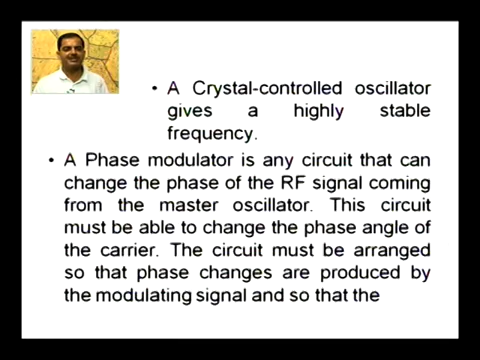 • A Crystal-controlled oscillator
gives a highly stable
frequency.
• A Phase modulator is any circuit that can
change the phase of the RF signal coming
from the master oscillator. This circuit
must be able to change the phase angle of
the carrier. The circuit must be arranged
so that phase changes are produced by
the modulating signal and so that the